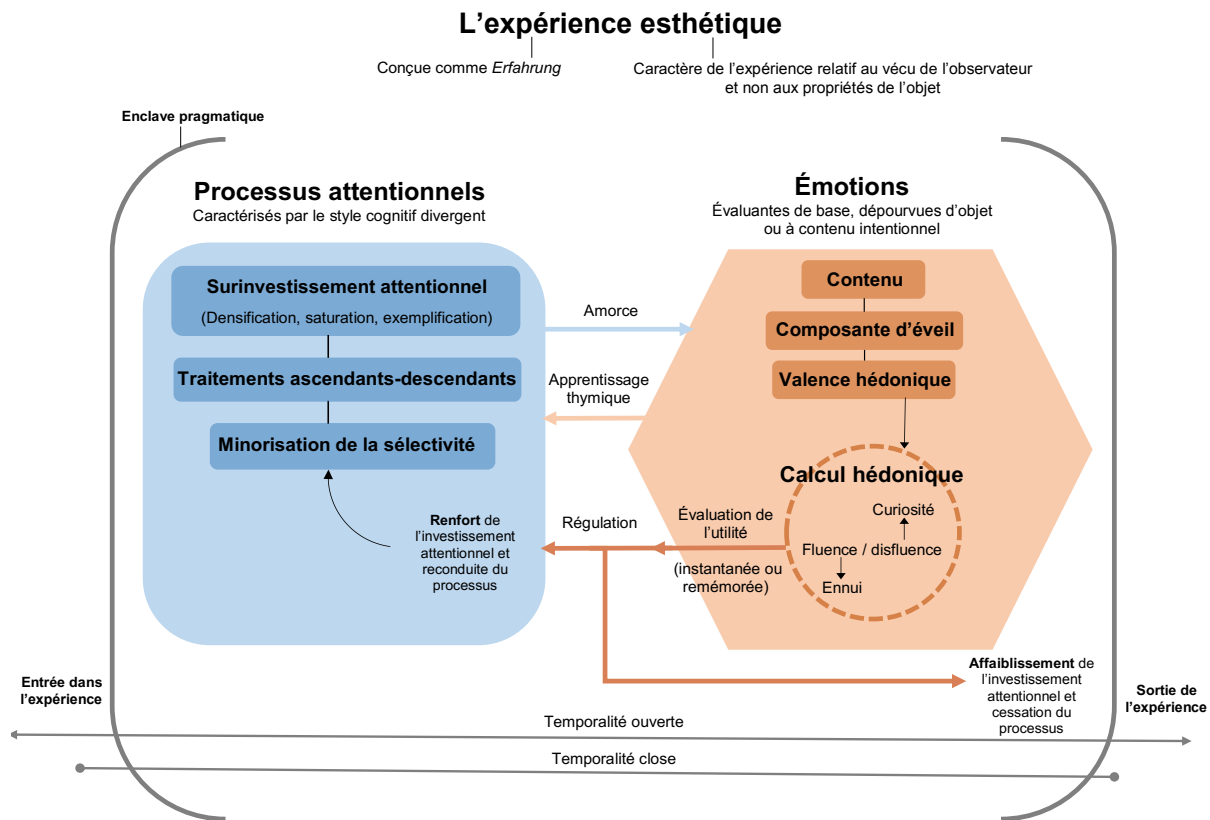 L’expérience esthétique
Conçue comme Erfahrung
Caractère de l’expérience relatif au vécu de l’observateur
et non aux propriétés de l’objet
Enclave pragmatique
Processus attentionnels
Caractérisés par le style cognitif divergent
Surinvestissement attentionnel
(Densification, saturation, exemplification)
Traitements ascendants-descendants
Minorisation de la sélectivité
Renfort de
l’investissement
attentionnel et
reconduite du
processus
Amorce
Apprentissage
thymique
Régulation
Évaluation de
l’utilité
(instantanée ou
remémorée)
Émotions
Évaluantes de base, dépourvues d’objet
ou à contenu intentionnel
Contenu
Composante d’éveil
Valence hédonique
Calcul hédonique
Curiosité
Fluence / disfluence
Ennui
Affaiblissement de
l’investissement
attentionnel et
cessation du
processus
Entrée dans
l’expérience
Sortie de
l’expérience
Temporalité ouverte
Temporalité close